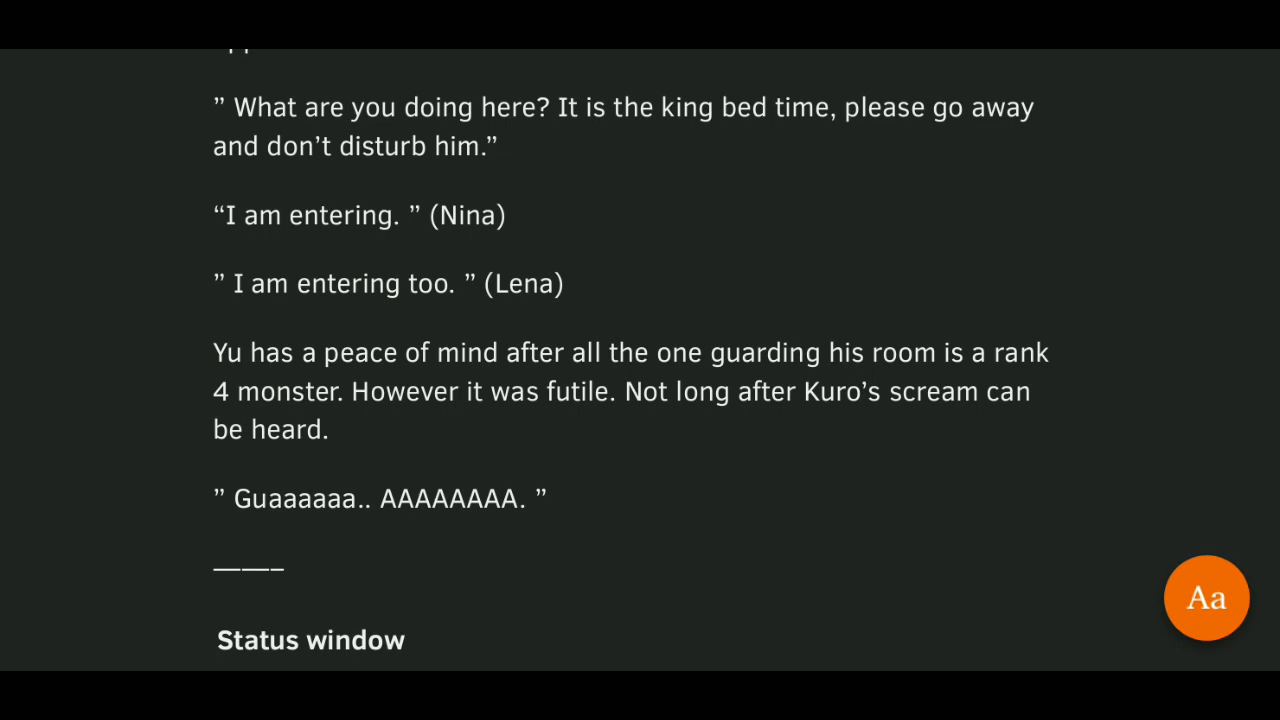 ” What are you doing here? It is the king bed time, please go away
and don’t disturb him.”
“I am entering. ” (Nina)
” I am entering too. ” (Lena)
Yu has a peace of mind after all the one guarding his room is a rank
4 monster. However it was futile. Not long after Kuro’s scream can
be heard.
” Guaaaaaa.. AAAAAAAA. ”
——–
Status window
Aa